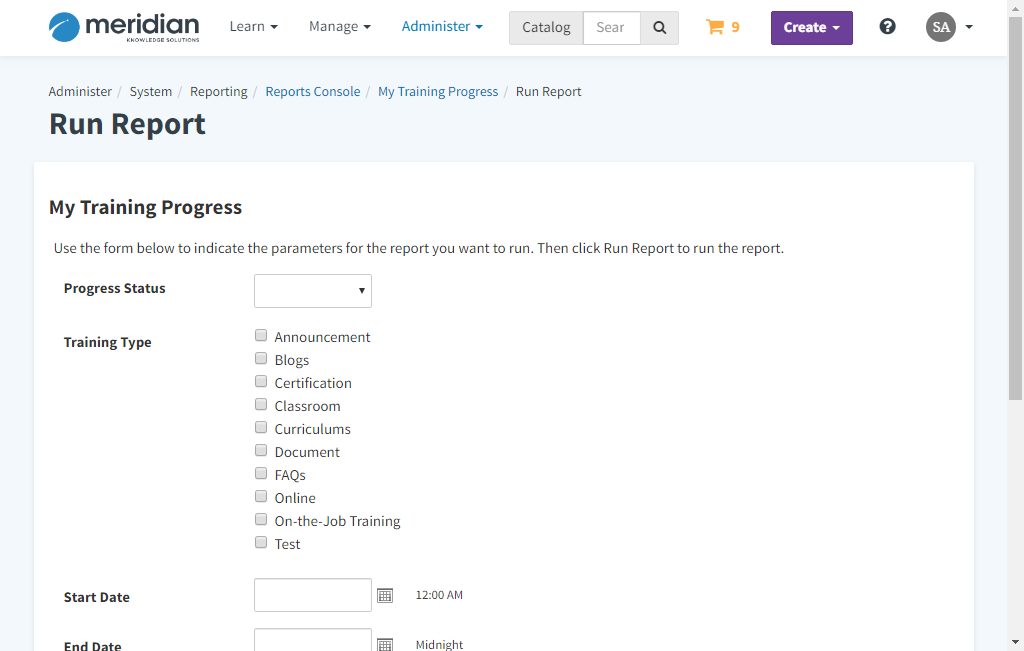 meridian
KNOWLEDGE SOLUTIONS
Learn Manage Administer Catalog Sear 9 Create SA
Administer / System / Reporting / Reports Console / My Training Progress / Run Report
Run Report
My Training Progress
Use the form below to indicate the parameters for the report you want to run. Then click Run Report to run the report.
Progress Status
Training Type
Announcement
Blogs
Certification
Classroom
Curriculums
Document
FAQs
Online
On-the-Job Training
Test
Start Date 12:00 AM
End Date Midnight